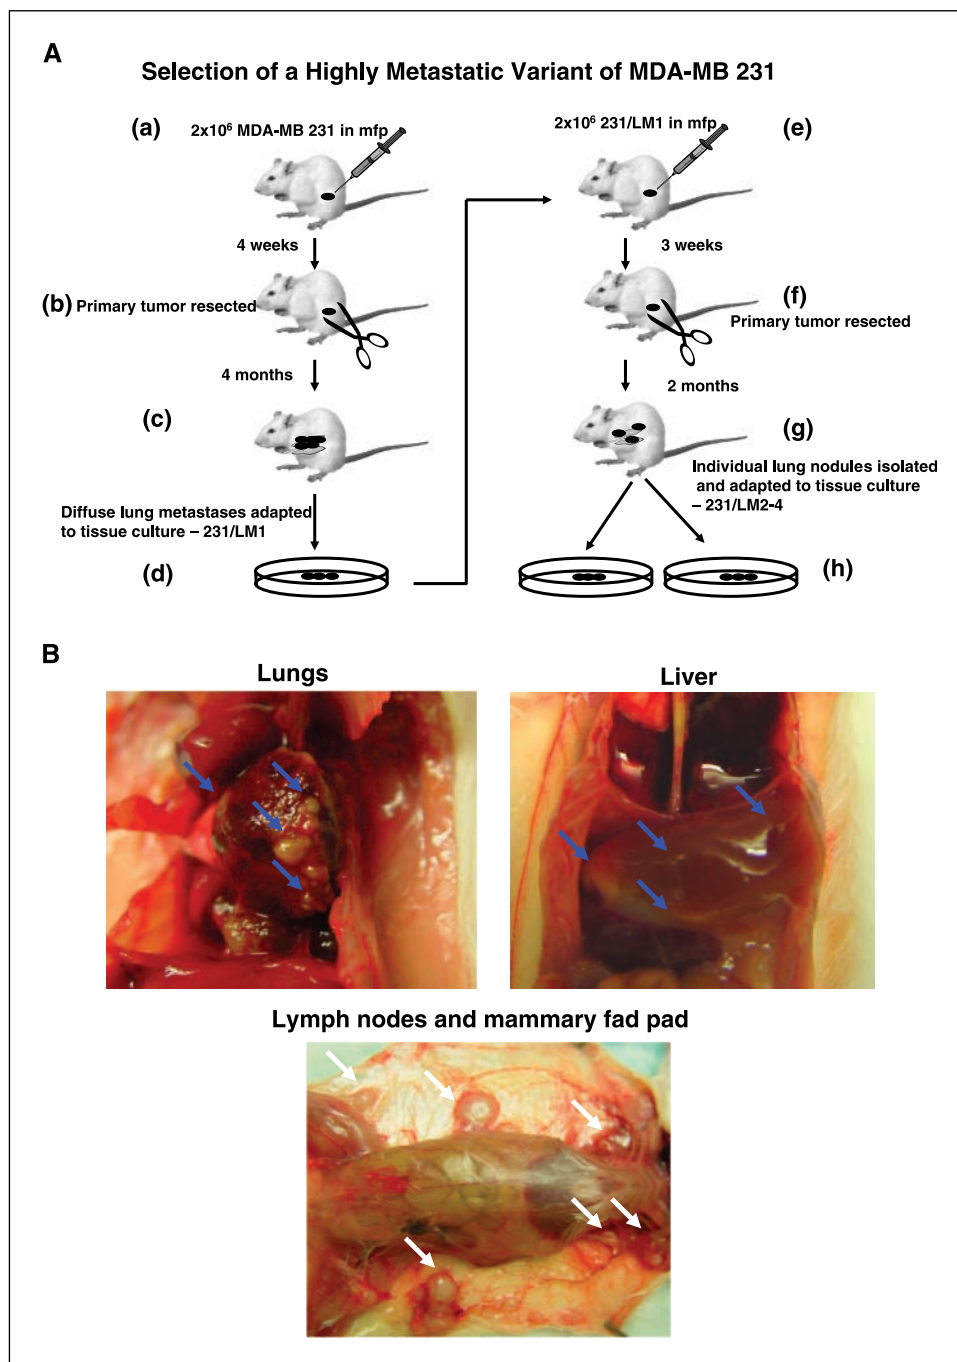 A
Selection of a Highly Metastatic Variant of MDA-MB 231
(a)
2x10⁶ MDA-MB 231 in mfp
4 weeks
(b) Primary tumor resected
4 months
(c)
Diffuse lung metastases adapted
to tissue culture – 231/LM1
(d)
2x10⁶ 231/LM1 in mfp
(e)
3 weeks
(f)
Primary tumor resected
2 months
(g)
Individual lung nodules isolated
and adapted to tissue culture
– 231/LM2-4
(h)
B
Lungs
Liver
Lymph nodes and mammary fad pad